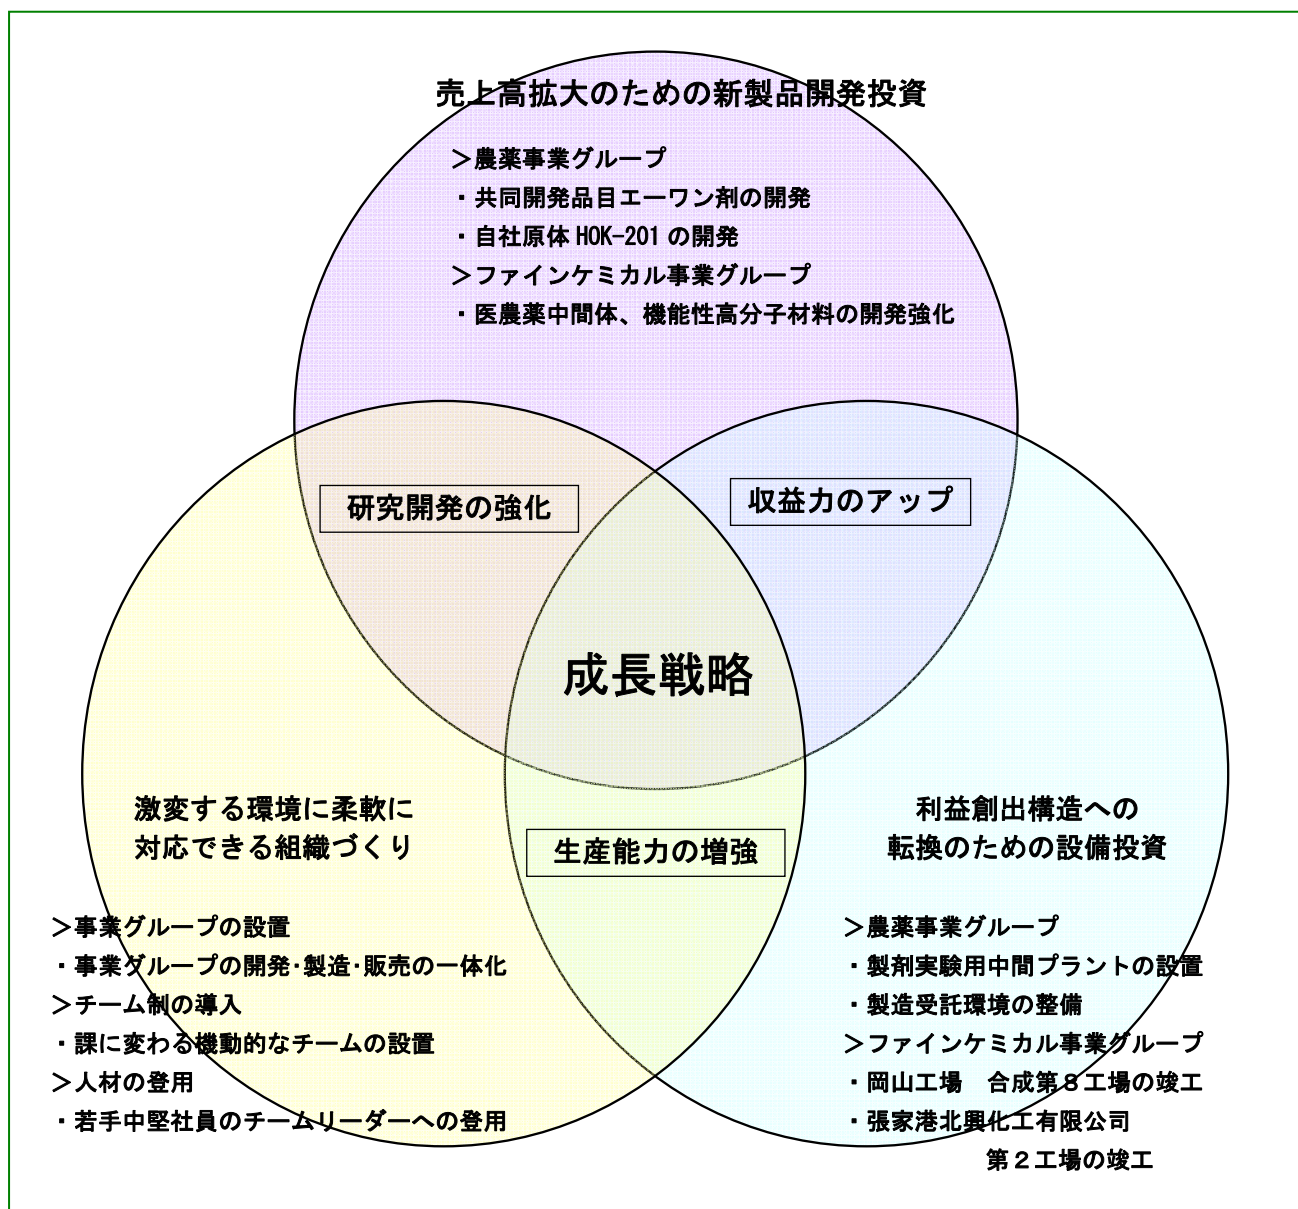 売上高拡大のための新製品開発投資
＞農薬事業グループ
・共同開発品目エーワン剤の開発
・自社原体 HOK-201 の開発
＞ファインケミカル事業グループ
・医農薬中間体、機能性高分子材料の開発強化
研究開発の強化
収益力のアップ
成長戦略
生産能力の増強
激変する環境に柔軟に
対応できる組織づくり
＞事業グループの設置
・事業グループの開発･製造･販売の一体化
＞チーム制の導入
・課に変わる機動的なチームの設置
＞人材の登用
・若手中堅社員のチームリーダーへの登用
利益創出構造への
転換のための設備投資
＞農薬事業グループ
・製剤実験用中間プラントの設置
・製造受託環境の整備
＞ファインケミカル事業グループ
・岡山工場　合成第８工場の竣工
・張家港北興化工有限公司
第２工場の竣工